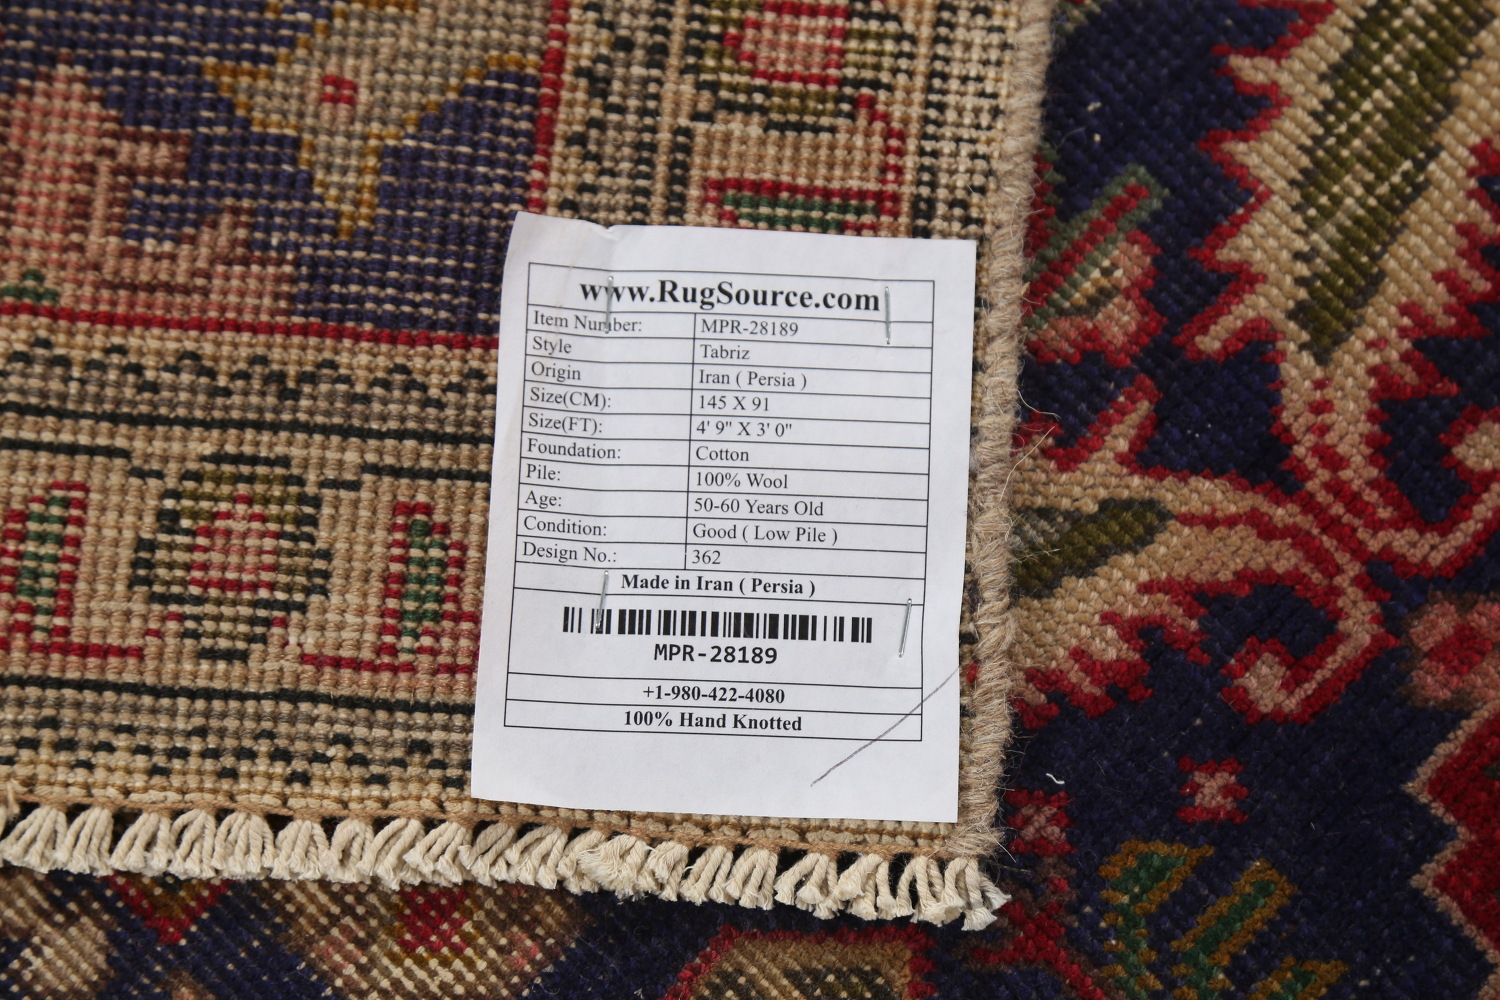 www.RugSource.com
Item Number: MPR-28189
Style Tabriz
Origin Iran ( Persia )
Size(CM): 145 X 91
Size(FT): 4' 9" X 3' 0"
Foundation: Cotton
Pile: 100% Wool
Age: 50-60 Years Old
Condition: Good ( Low Pile )
Design No.: 362
Made in Iran ( Persia )
MPR-28189
+1-980-422-4080
100% Hand Knotted